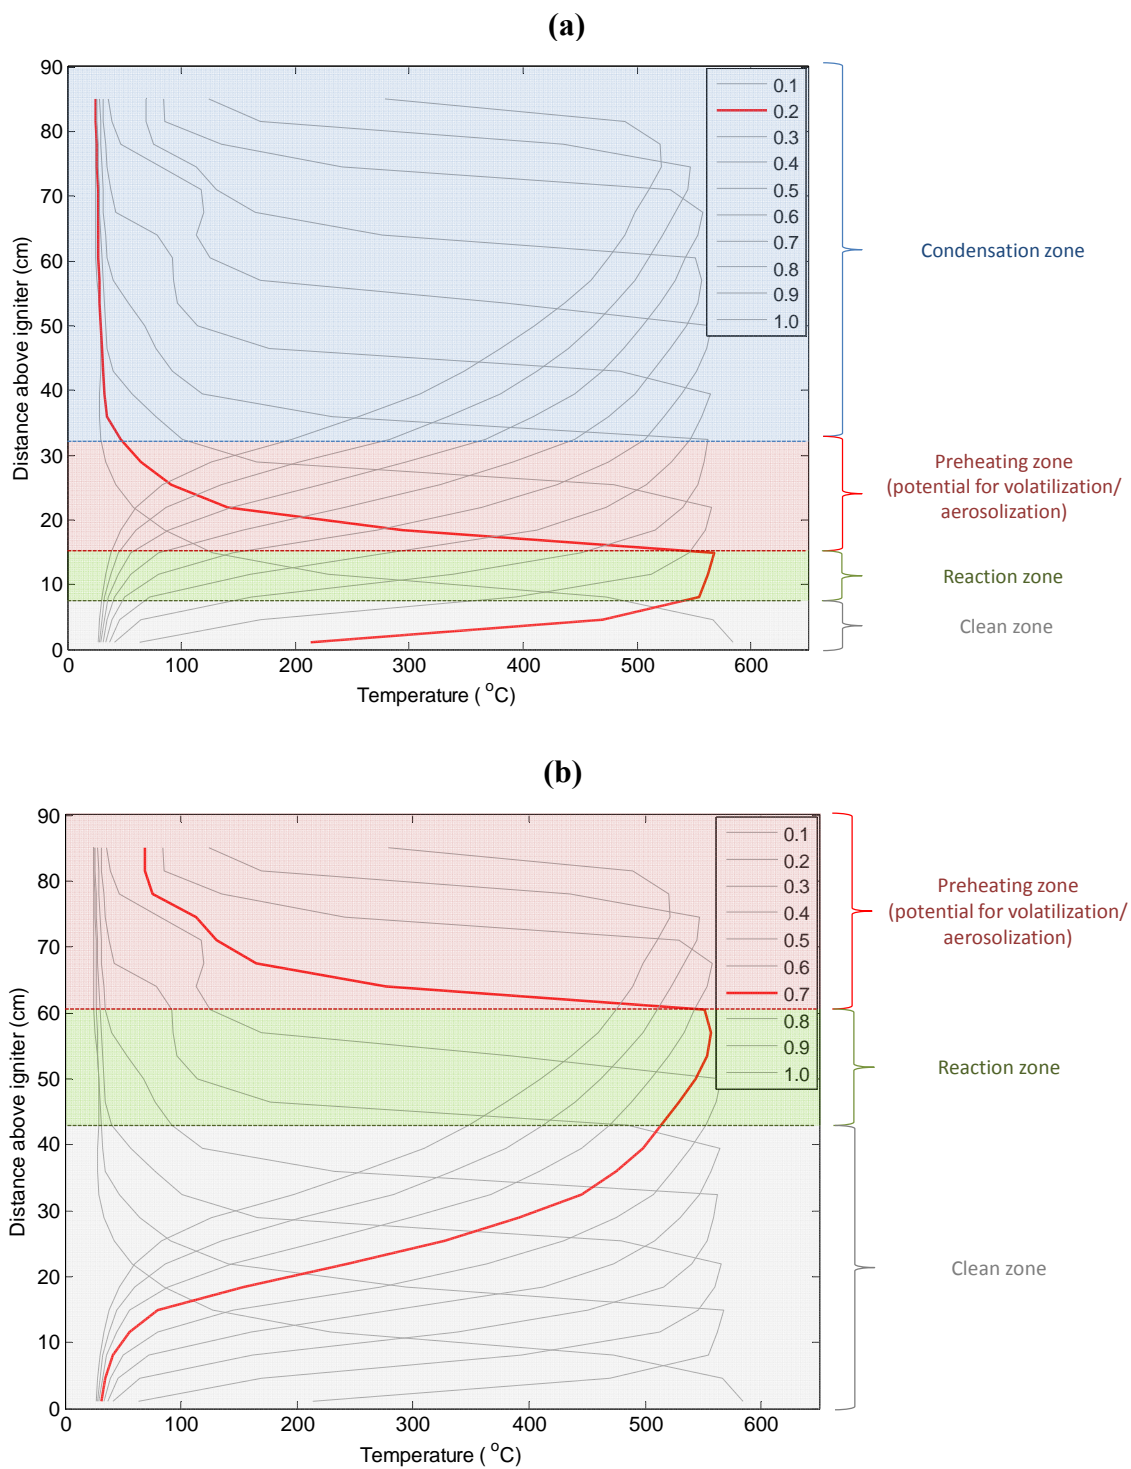 (a)
90
80
70
60
50
40
30
20
10
0
Distance above igniter (cm)
0 100 200 300 400 500 600
Temperature ( °C)
0.1
0.2
0.3
0.4
0.5
0.6
0.7
0.8
0.9
1.0
Condensation zone
Preheating zone
(potential for volatilization/
aerosolization)
Reaction zone
Clean zone
(b)
90
80
70
60
50
40
30
20
10
0
Distance above igniter (cm)
0 100 200 300 400 500 600
Temperature ( °C)
0.1
0.2
0.3
0.4
0.5
0.6
0.7
0.8
0.9
1.0
Preheating zone
(potential for volatilization/
aerosolization)
Reaction zone
Clean zone